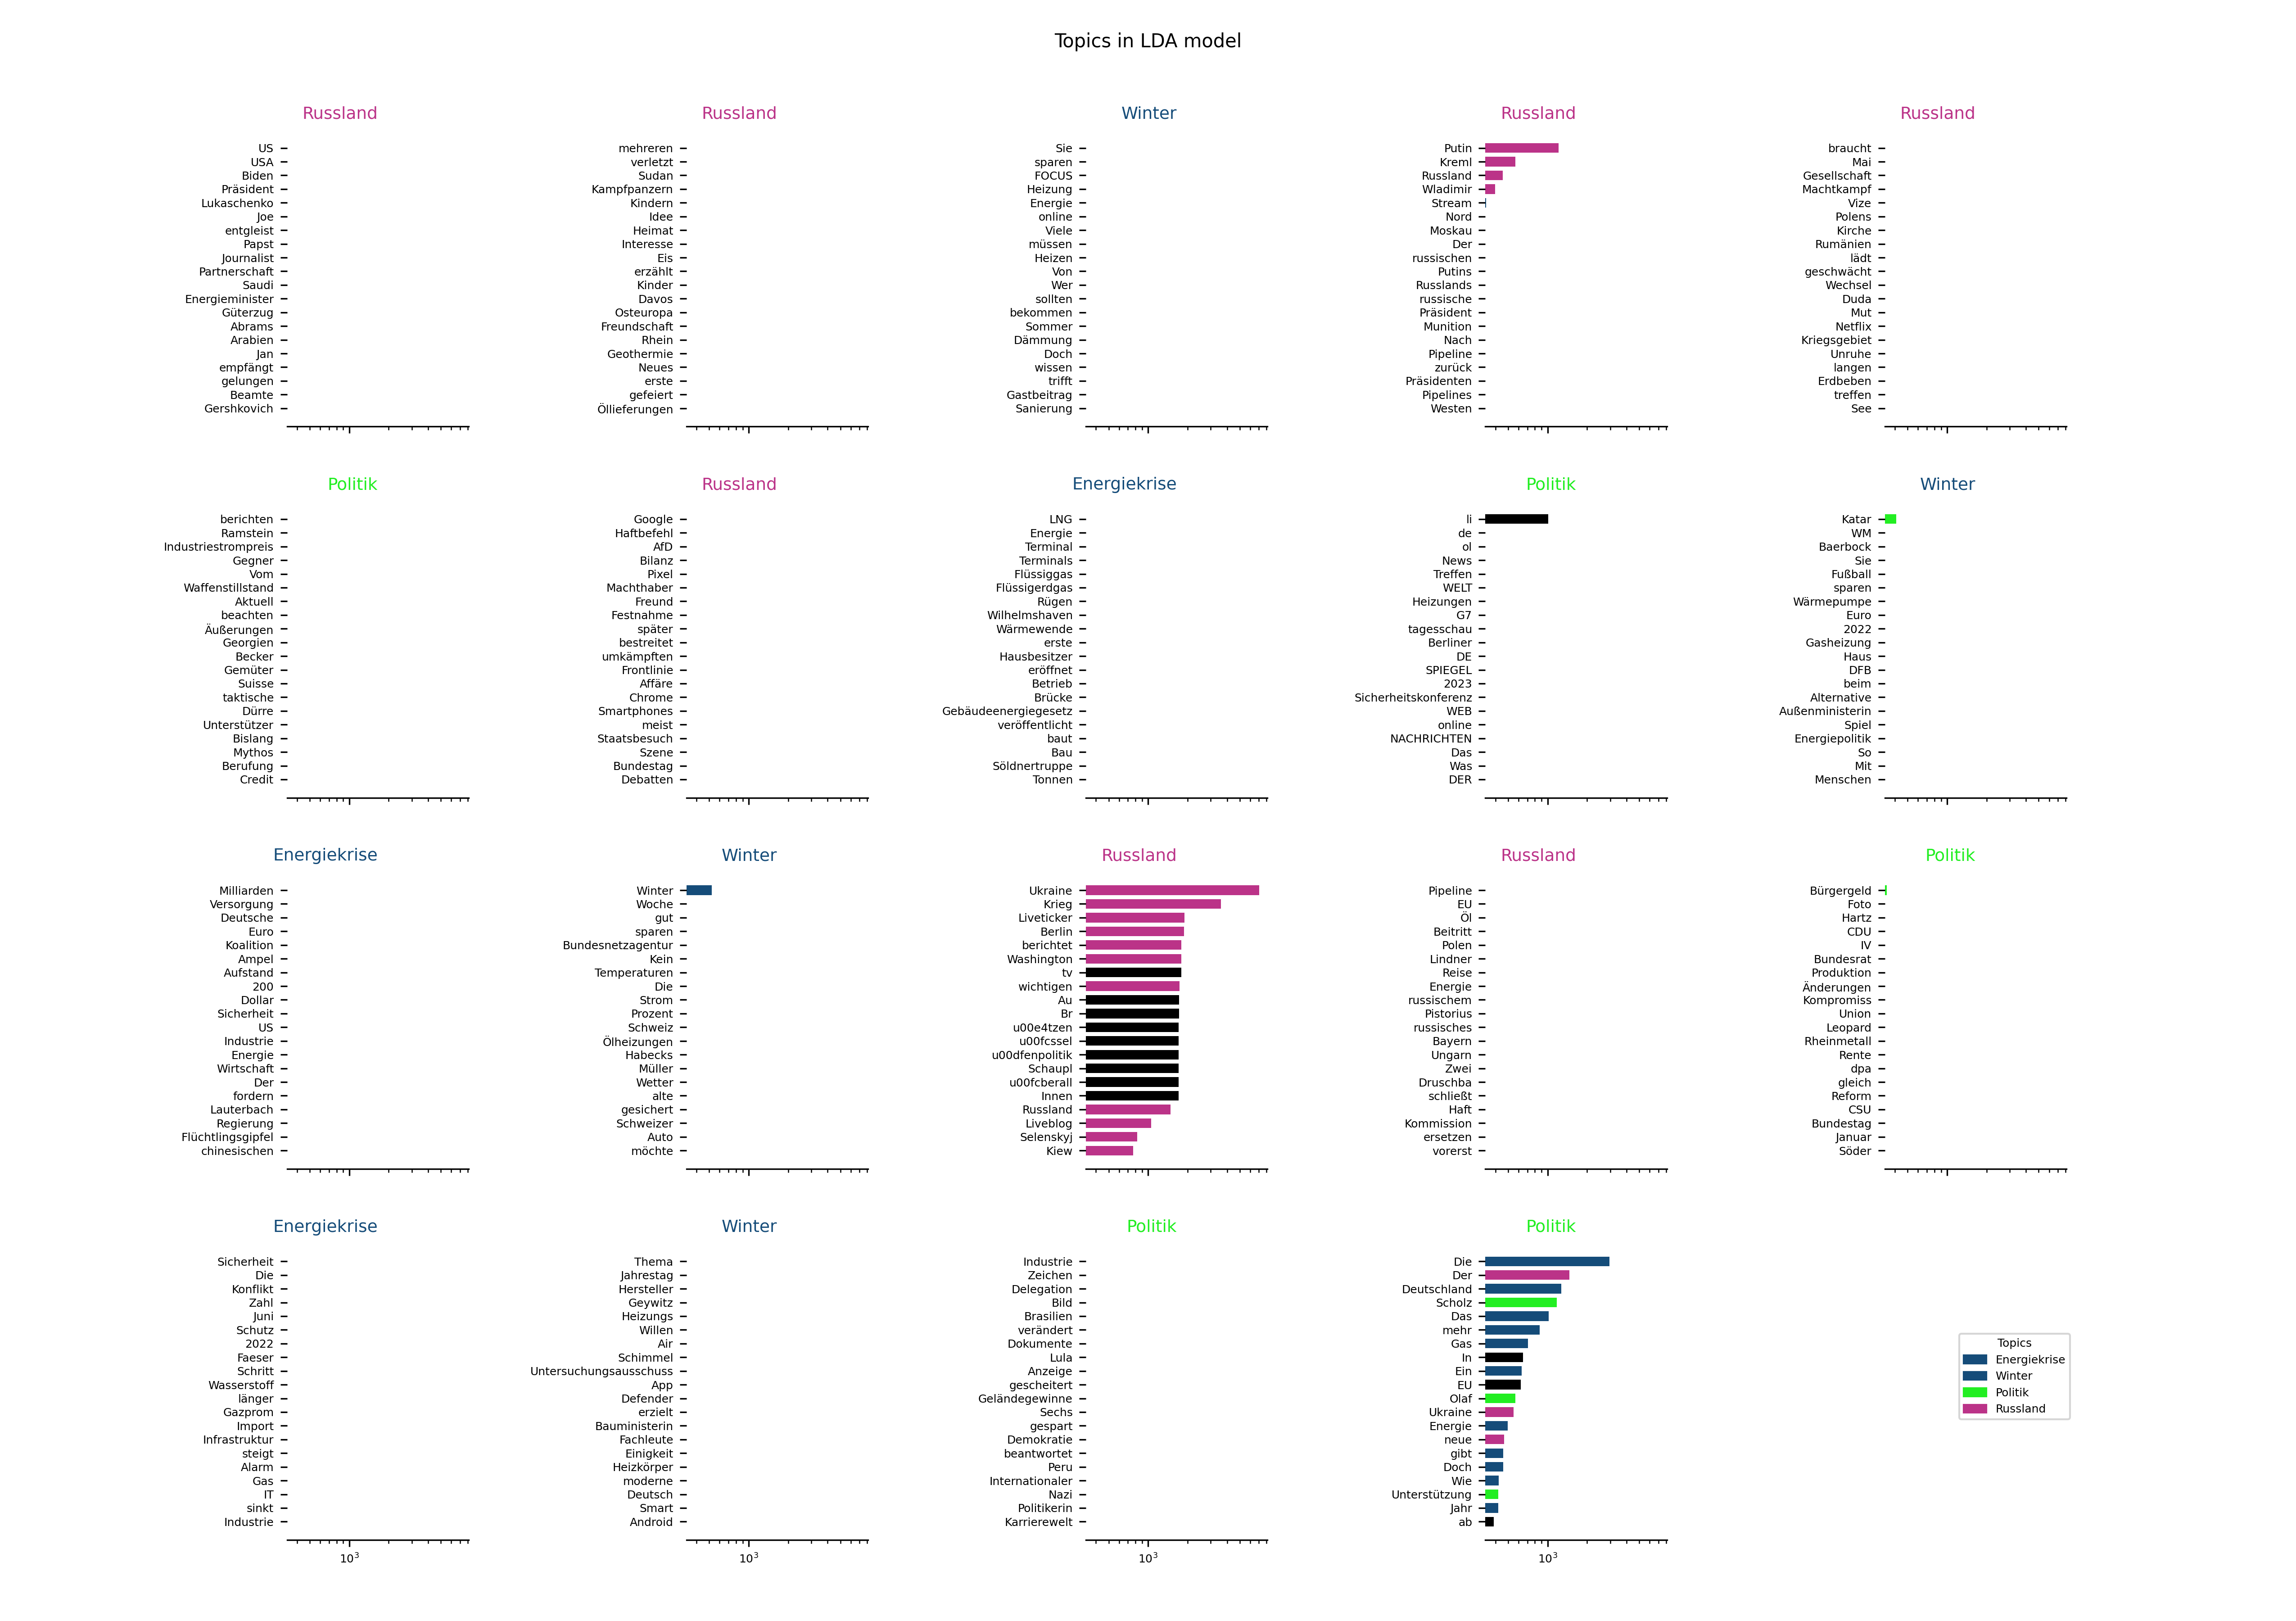 Topics in LDA model
Russland
US
USA
Biden
Präsident
Lukaschenko
Joe
entgleist
Papst
Journalist
Partnerschaft
Saudi
Energieminister
Güterzug
Abrams
Arabien
Jan
empfängt
gelungen
Beamte
Gershkovich
Russland
mehreren
verletzt
Sudan
Kampfpanzern
Kindern
Idee
Heimat
Interesse
Eis
erzählt
Kinder
Davos
Osteuropa
Freundschaft
Rhein
Geothermie
Neues
erste
gefeiert
Öllieferungen
Winter
Sie
sparen
FOCUS
Heizung
Energie
online
Viele
müssen
Heizen
Von
Wer
sollten
bekommen
Sommer
Dämmung
Doch
wissen
trifft
Gastbeitrag
Sanierung
Russland
Putin
Kreml
Russland
Wladimir
Stream
Nord
Moskau
Der
russischen
Putins
Russlands
russische
Präsident
Munition
Nach
Pipeline
zurück
Präsidenten
Pipelines
Westen
Russland
braucht
Mai
Gesellschaft
Machtkampf
Vize
Polens
Kirche
Rumänien
lädt
geschwächt
Wechsel
Duda
Mut
Netflix
Kriegsgebiet
Unruhe
langen
Erdbeben
treffen
See
Politik
berichten
Ramstein
Industriestrompreis
Gegner
Vom
Waffenstillstand
Aktuell
beachten
Äußerungen
Georgien
Becker
Gemüter
Suisse
taktische
Dürre
Unterstützer
Bislang
Mythos
Berufung
Credit
Russland
Google
Haftbefehl
AfD
Bilanz
Pixel
Machthaber
Freund
Festnahme
später
bestreitet
umkämpften
Frontlinie
Affäre
Chrome
Smartphones
meist
Staatsbesuch
Szene
Bundestag
Debatten
Energiekrise
LNG
Energie
Terminal
Terminals
Flüssiggas
Flüssigerdgas
Rügen
Wilhelmshaven
Wärmewende
erste
Hausbesitzer
eröffnet
Betrieb
Brücke
Gebäudeenergiegesetz
veröffentlicht
baut
Bau
Söldnertruppe
Tonnen
Politik
li
de
ol
News
Treffen
WELT
Heizungen
G7
tagesschau
Berliner
DE
SPIEGEL
2023
Sicherheitskonferenz
WEB
online
NACHRICHTEN
Das
Was
DER
Winter
Katar
WM
Baerbock
Sie
Fußball
sparen
Wärmepumpe
Euro
2022
Gasheizung
Haus
DFB
beim
Alternative
Außenministerin
Spiel
Energiepolitik
So
Mit
Menschen
Energiekrise
Milliarden
Versorgung
Deutsche
Euro
Koalition
Ampel
Aufstand
200
Dollar
Sicherheit
US
Industrie
Energie
Wirtschaft
Der
fordern
Lauterbach
Regierung
Flüchtlingsgipfel
chinesischen
Winter
Winter
Woche
gut
sparen
Bundesnetzagentur
Kein
Temperaturen
Die
Strom
Prozent
Schweiz
Ölheizungen
Habecks
Müller
Wetter
alte
gesichert
Schweizer
Auto
möchte
Russland
Ukraine
Krieg
Liveticker
Berlin
berichtet
Washington
tv
wichtigen
Au
Br
u00e4tzen
u00fcssel
u00dfenpolitik
Schaupl
u00fcberall
Innen
Russland
Liveblog
Selenskyj
Kiew
Russland
Pipeline
EU
Öl
Beitritt
Polen
Lindner
Reise
Energie
russischem
Pistorius
russisches
Bayern
Ungarn
Zwei
Druschba
schließt
Haft
Kommission
ersetzen
vorerst
Politik
Bürgergeld
Foto
Hartz
CDU
IV
Bundesrat
Produktion
Änderungen
Kompromiss
Union
Leopard
Rheinmetall
Rente
dpa
gleich
Reform
CSU
Bundestag
Januar
Söder
Energiekrise
Sicherheit
Die
Konflikt
Zahl
Juni
Schutz
2022
Faeser
Schritt
Wasserstoff
länger
Gazprom
Import
Infrastruktur
steigt
Alarm
Gas
IT
sinkt
Industrie
10³
Winter
Thema
Jahrestag
Hersteller
Geywitz
Heizungs
Willen
Air
Schimmel
Untersuchungsausschuss
App
Defender
erzielt
Bauministerin
Fachleute
Einigkeit
Heizkörper
moderne
Deutsch
Smart
Android
10³
Politik
Industrie
Zeichen
Delegation
Bild
Brasilien
verändert
Dokumente
Lula
Anzeige
gescheitert
Geländegewinne
Sechs
gespart
Demokratie
beantwortet
Peru
Internationaler
Nazi
Politikerin
Karrierewelt
10³
Politik
Die
Der
Deutschland
Scholz
Das
mehr
Gas
In
Ein
EU
Olaf
Ukraine
Energie
neue
gibt
Doch
Wie
Unterstützung
Jahr
ab
10³
Topics
Energiekrise
Winter
Politik
Russland